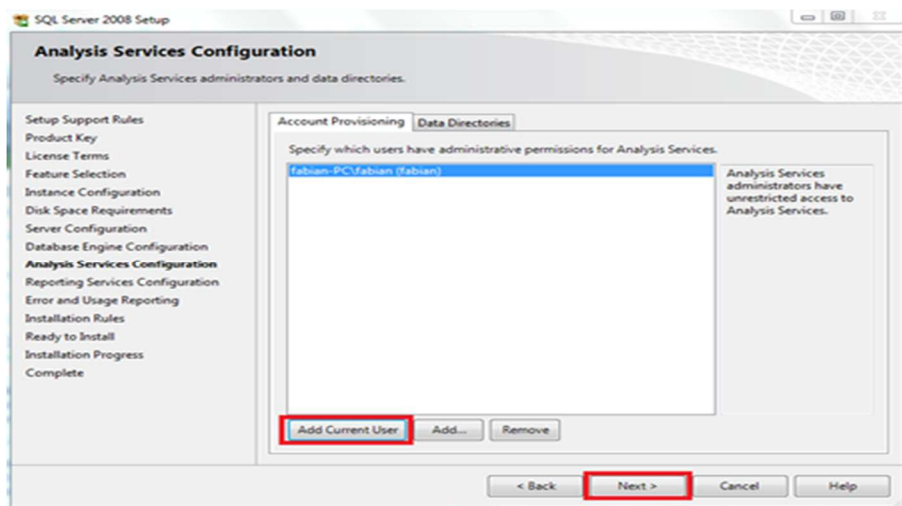 SQL Server 2008 Setup
Analysis Services Configuration
Specify Analysis Services administrators and data directories.
Setup Support Rules
Product Key
License Terms
Feature Selection
Instance Configuration
Disk Space Requirements
Server Configuration
Database Engine Configuration
Analysis Services Configuration
Reporting Services Configuration
Error and Usage Reporting
Installation Rules
Ready to Install
Installation Progress
Complete
Account Provisioning
Data Directories
Specify which users have administrative permissions for Analysis Services.
fabian-PC\fabian (fabian)
Analysis Services
administrators have
unrestricted access to
Analysis Services.
Add Current User
Add...
Remove
< Back
Next >
Cancel
Help